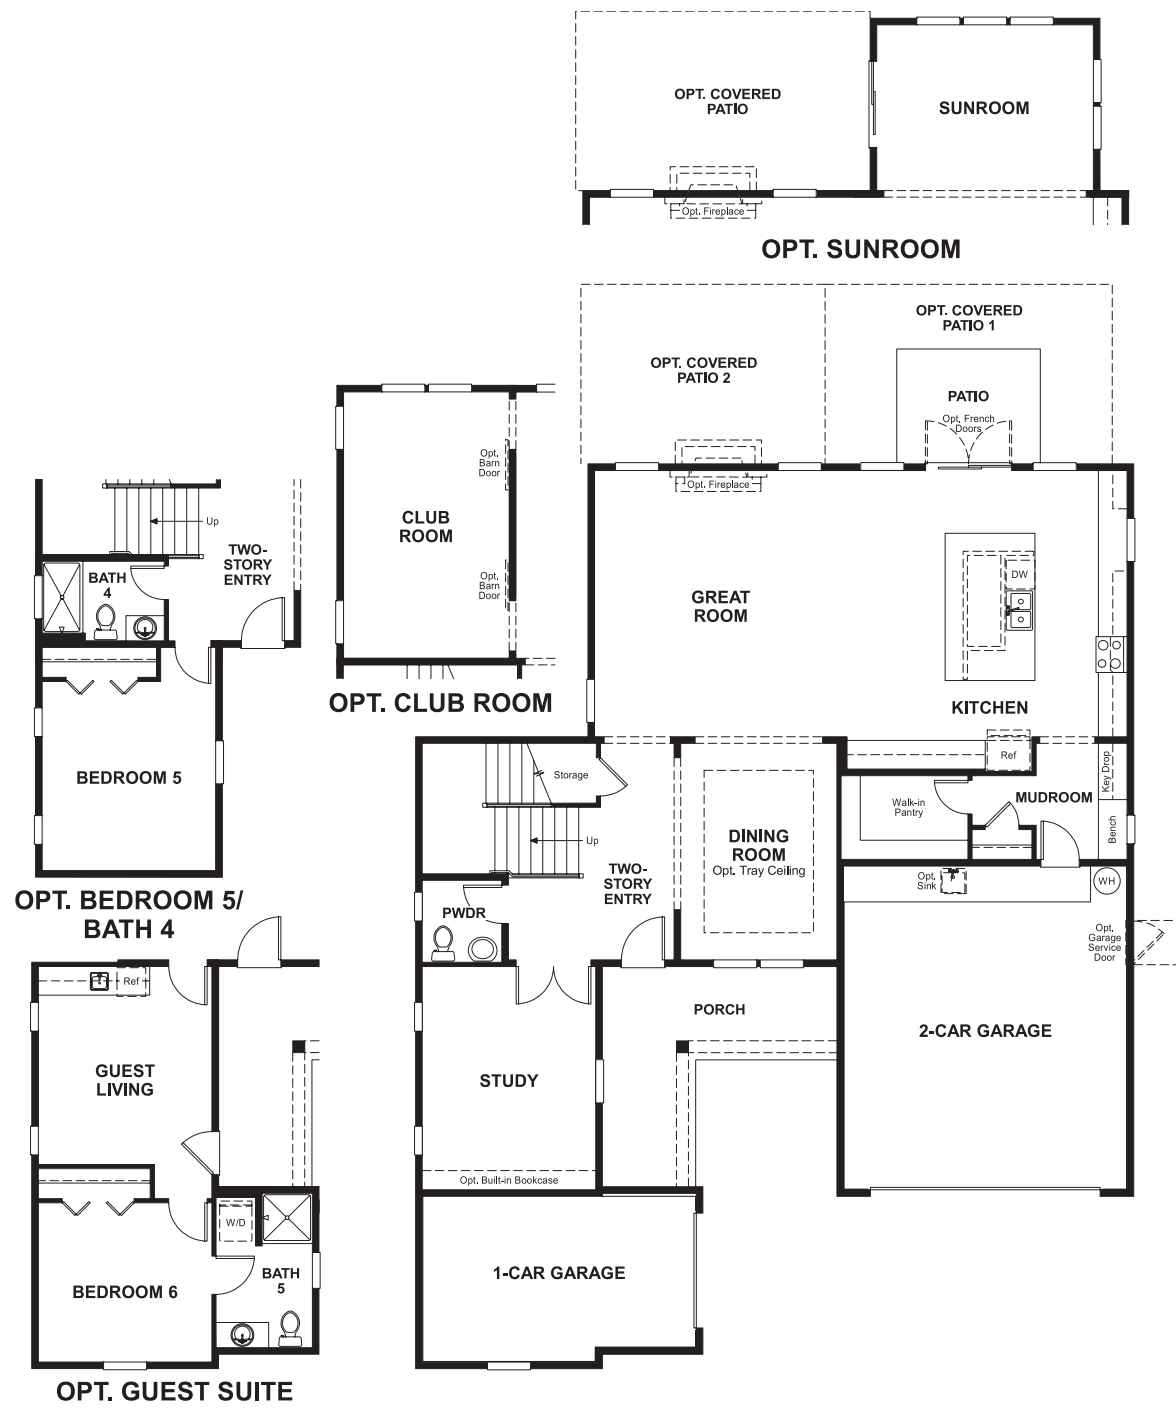 OPT. COVERED
PATIO
SUNROOM
Opt. Fireplace
OPT. SUNROOM
OPT. COVERED
PATIO 1
OPT. COVERED
PATIO 2
PATIO
Opt. French
Doors
Opt. Fireplace
Opt.
Barn
Door
CLUB
ROOM
Opt.
Barn
Door
OPT. CLUB ROOM
Up
TWO-
STORY
ENTRY
BATH
4
BEDROOM 5
OPT. BEDROOM 5/
BATH 4
GREAT
ROOM
DW
KITCHEN
Ref
Key Drop
Storage
Walk-in
Pantry
MUDROOM
Bench
Up
DINING
ROOM
Opt. Tray Ceiling
TWO-
STORY
ENTRY
PWDR
Opt.
Sink
WH
Opt.
Garage
Service
Door
Ref
GUEST
LIVING
PORCH
2-CAR GARAGE
STUDY
Opt. Built-in Bookcase
W/D
BATH
5
BEDROOM 6
1-CAR GARAGE
OPT. GUEST SUITE